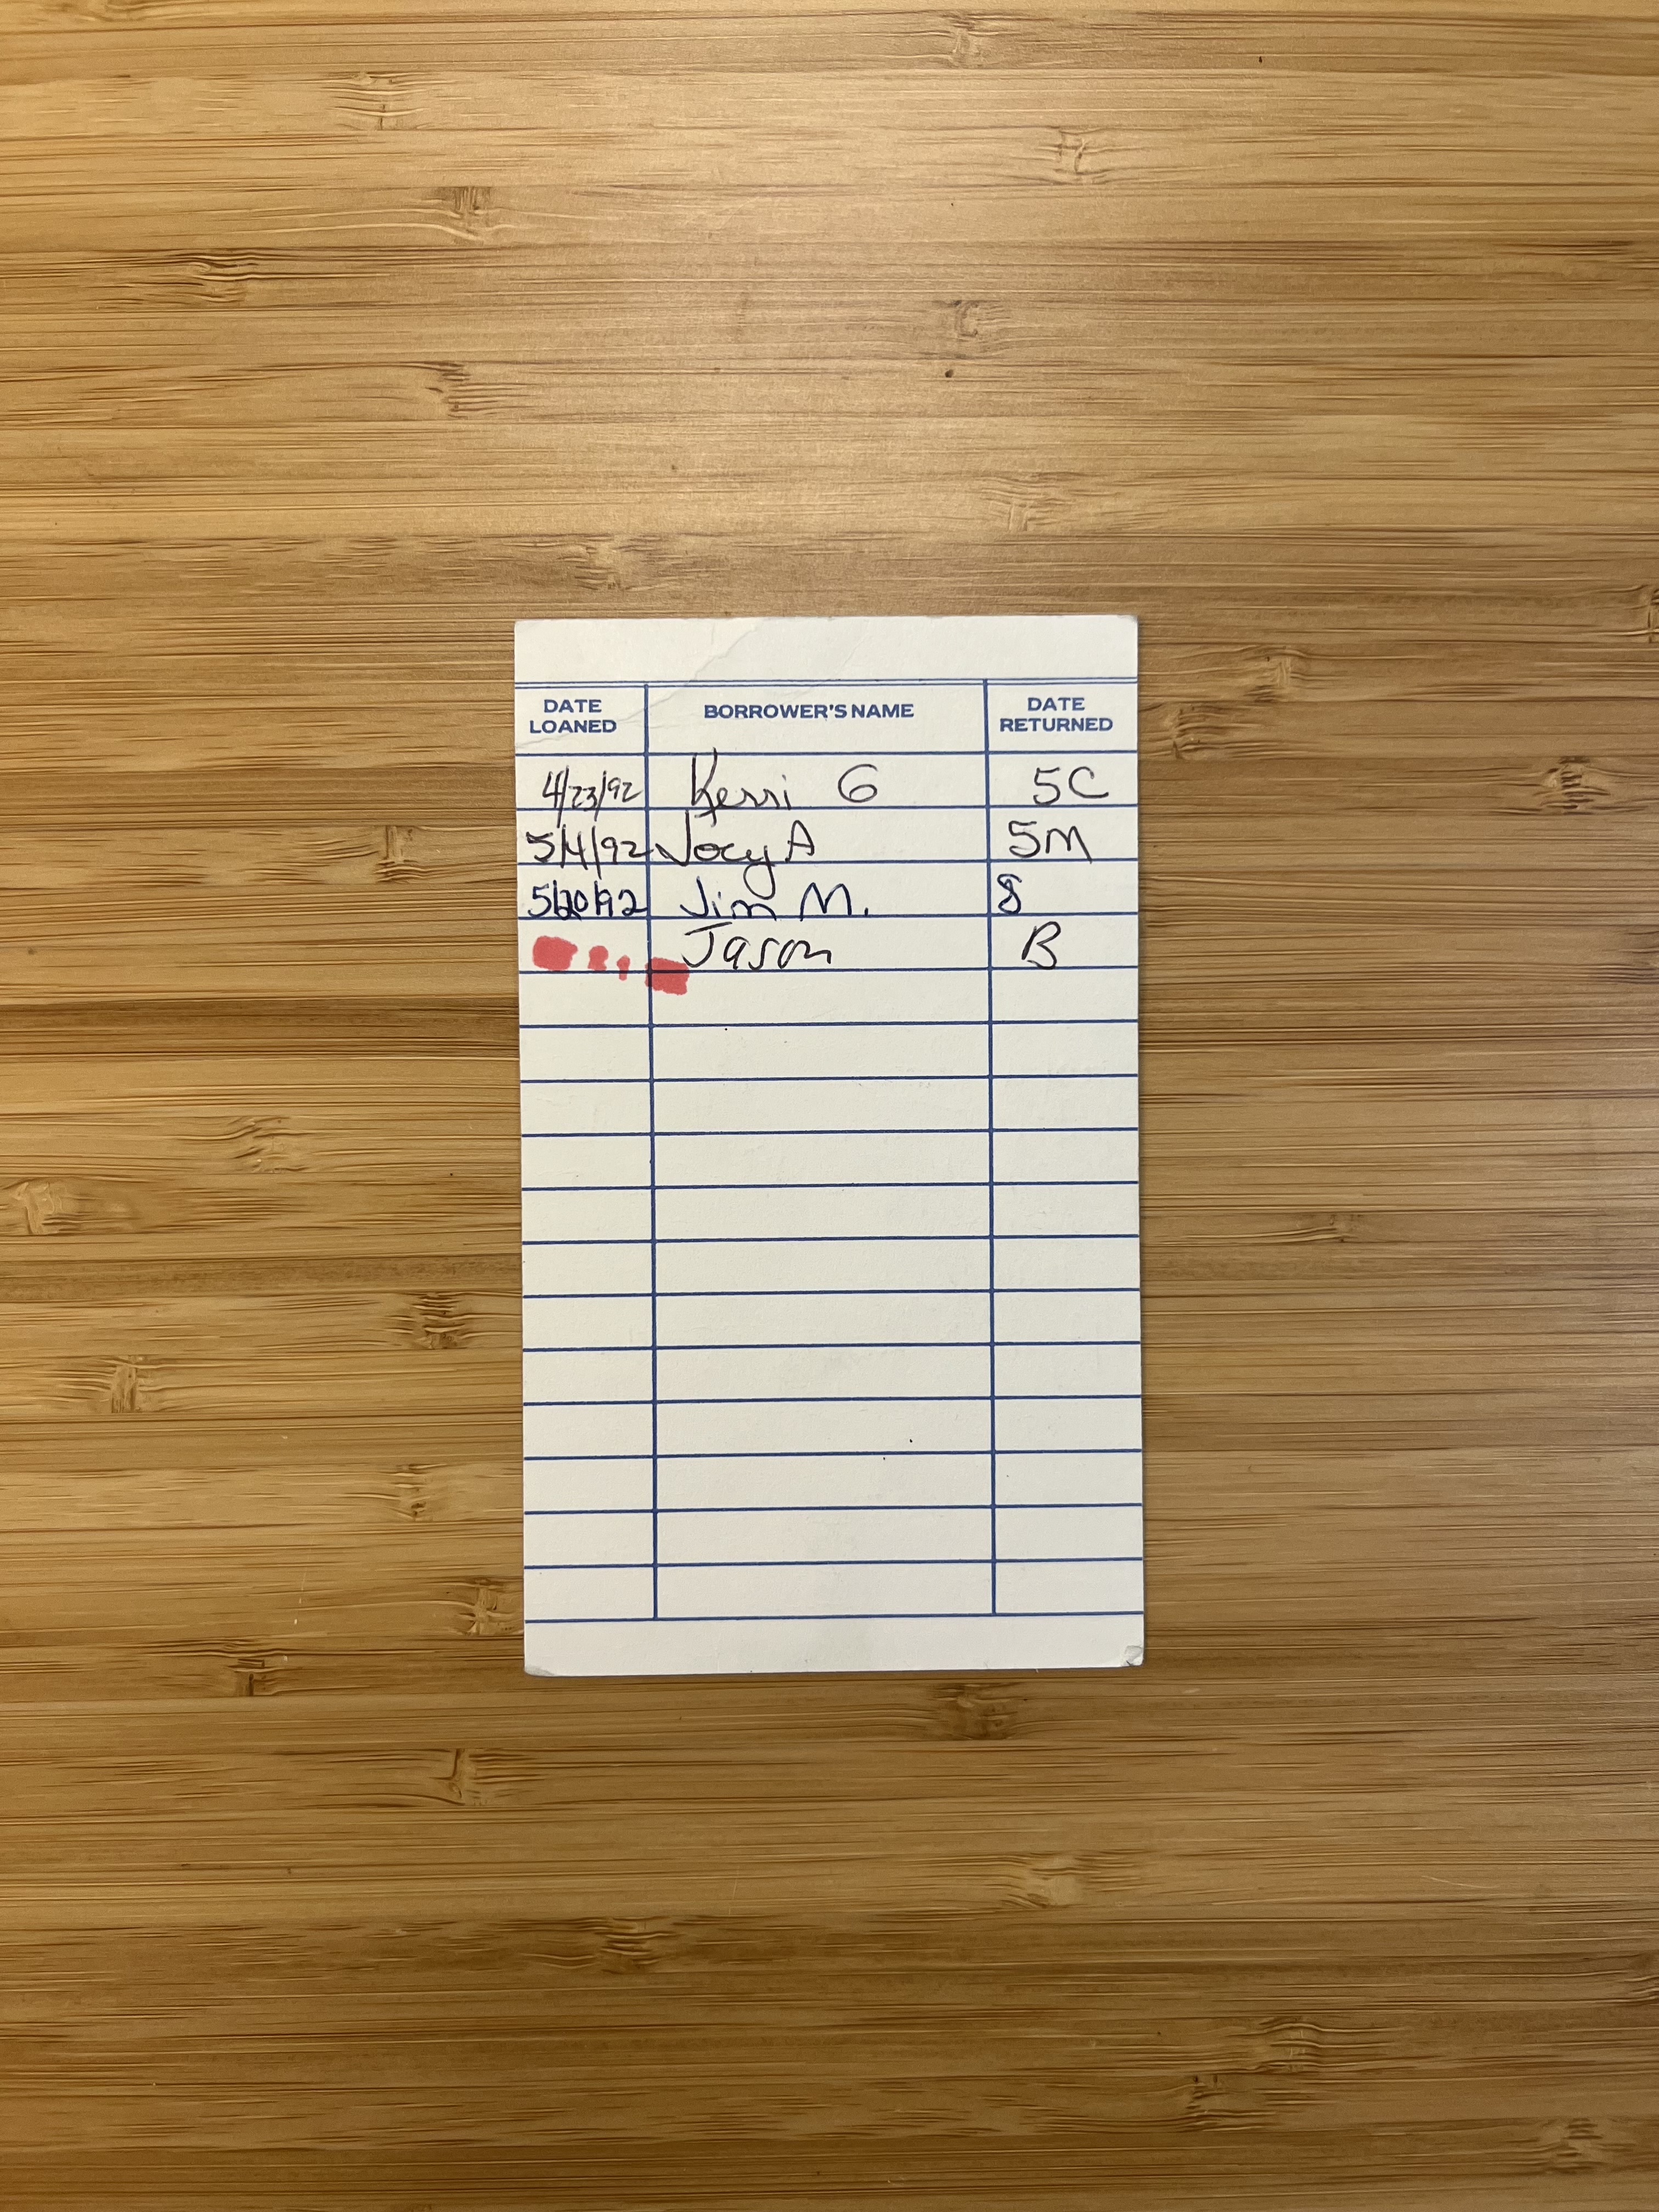 DATE LOANED BORROWER'S NAME DATE RETURNED
4/23/92 Kerri G 5C
5/4/92 Joey A 5M
5/20/92 Jim M. 8
Jason B